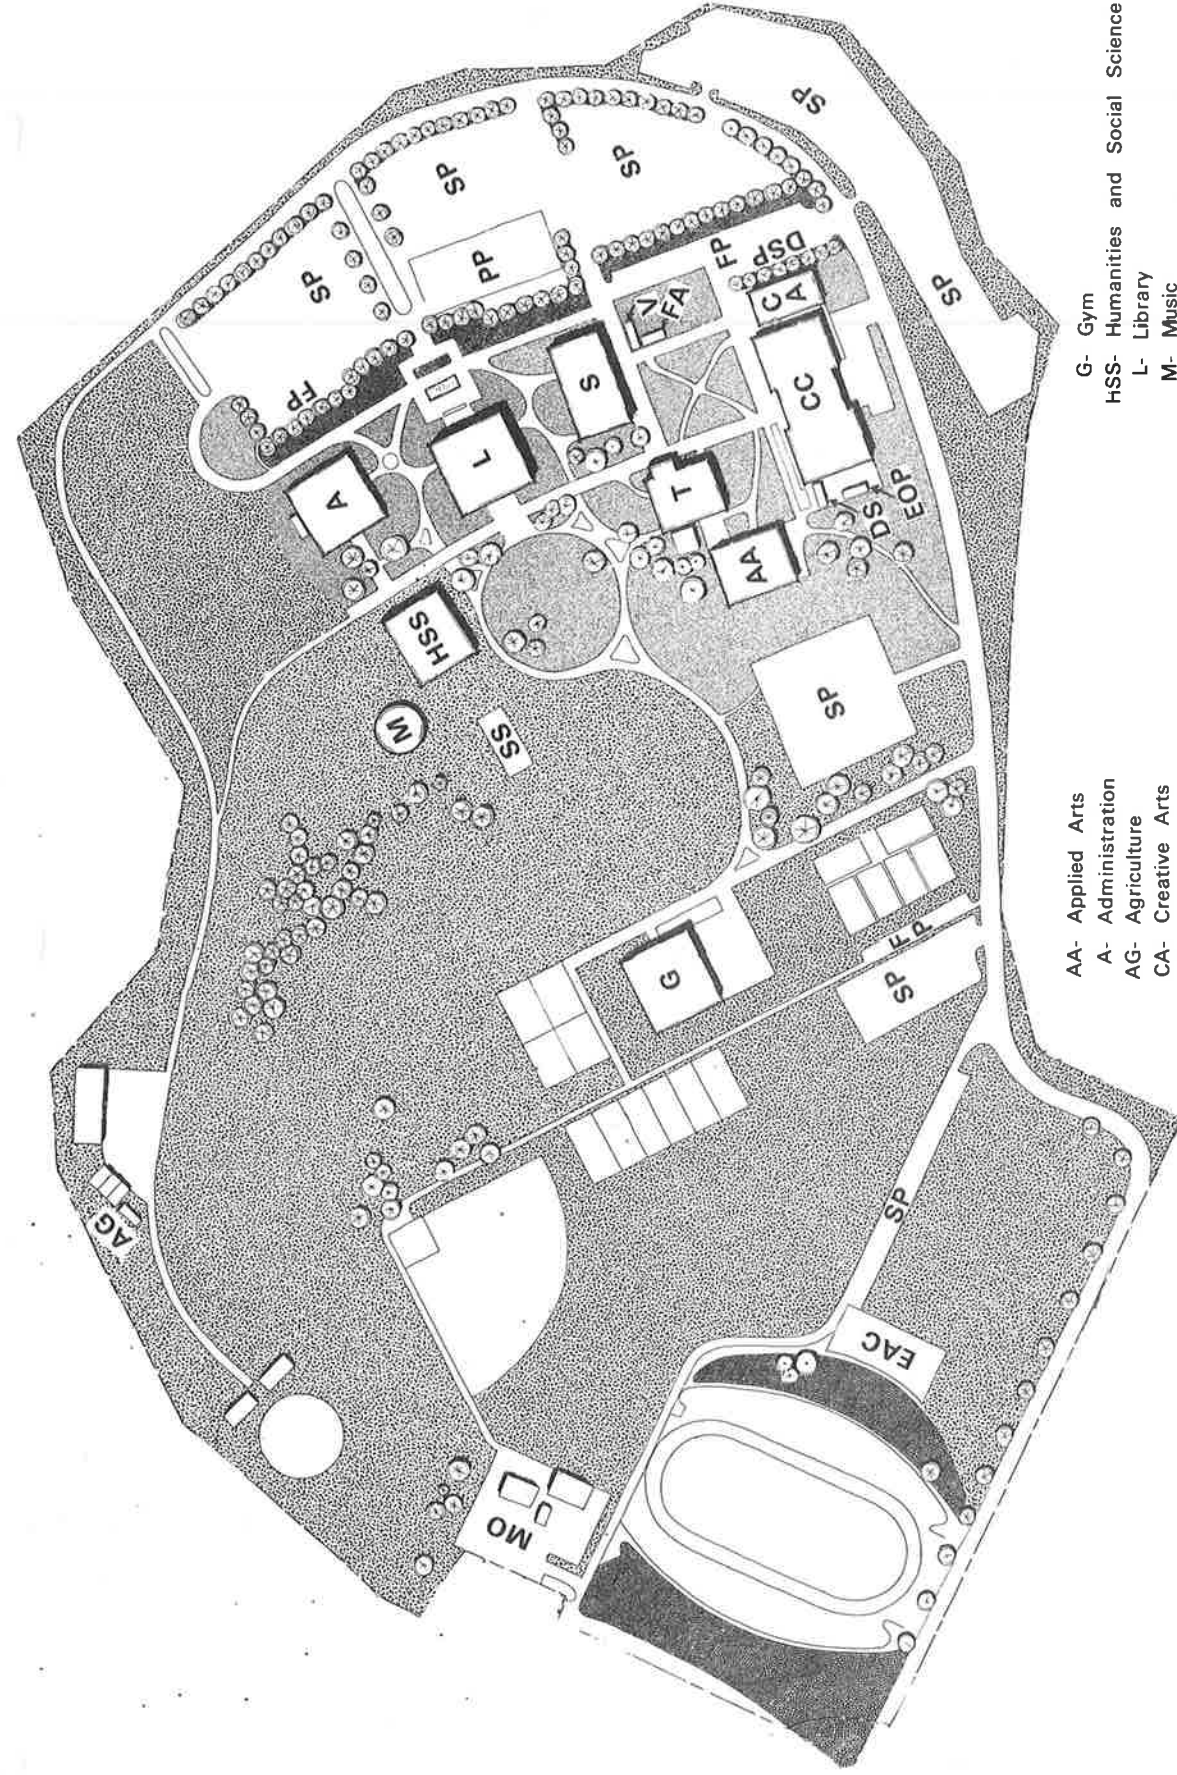 SP
SP
SP
SP
SP
SP
PP
FP
FP
DSP
V
FA
C
A
CC
S
L
A
T
AA
DS
EOP
HSS
M
SS
SP
G
F
P
SP
SP
EAC
AG
MO
AA- Applied Arts
A- Administration
AG- Agriculture
CA- Creative Arts
G- Gym
HSS- Humanities and Social Science
L- Library
M- Music